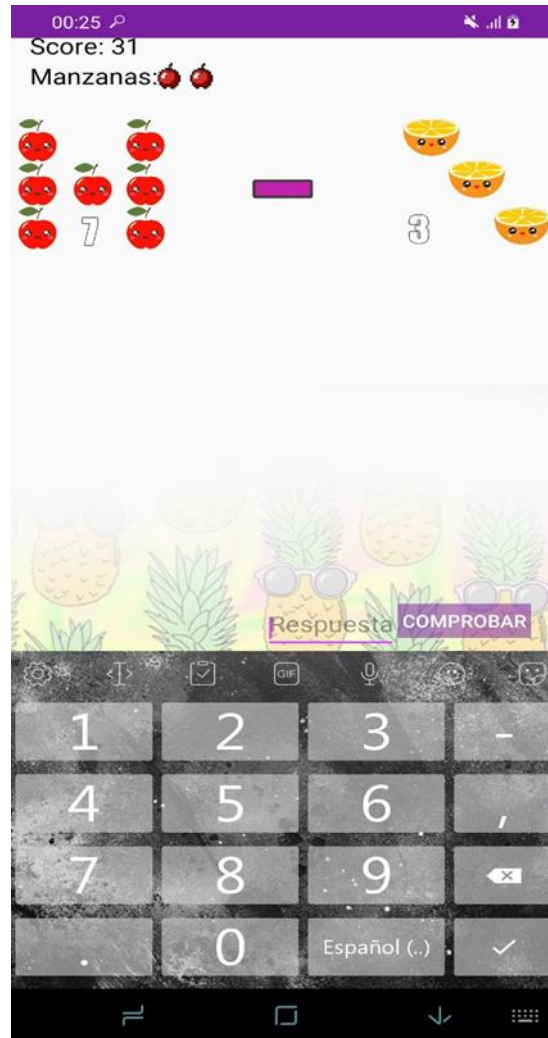 00:25
Score: 31
Manzanas:
7
3
Respuesta
COMPROBAR
GIF
1 2 3 -
4 5 6 ,
7 8 9
. 0 Español (..)